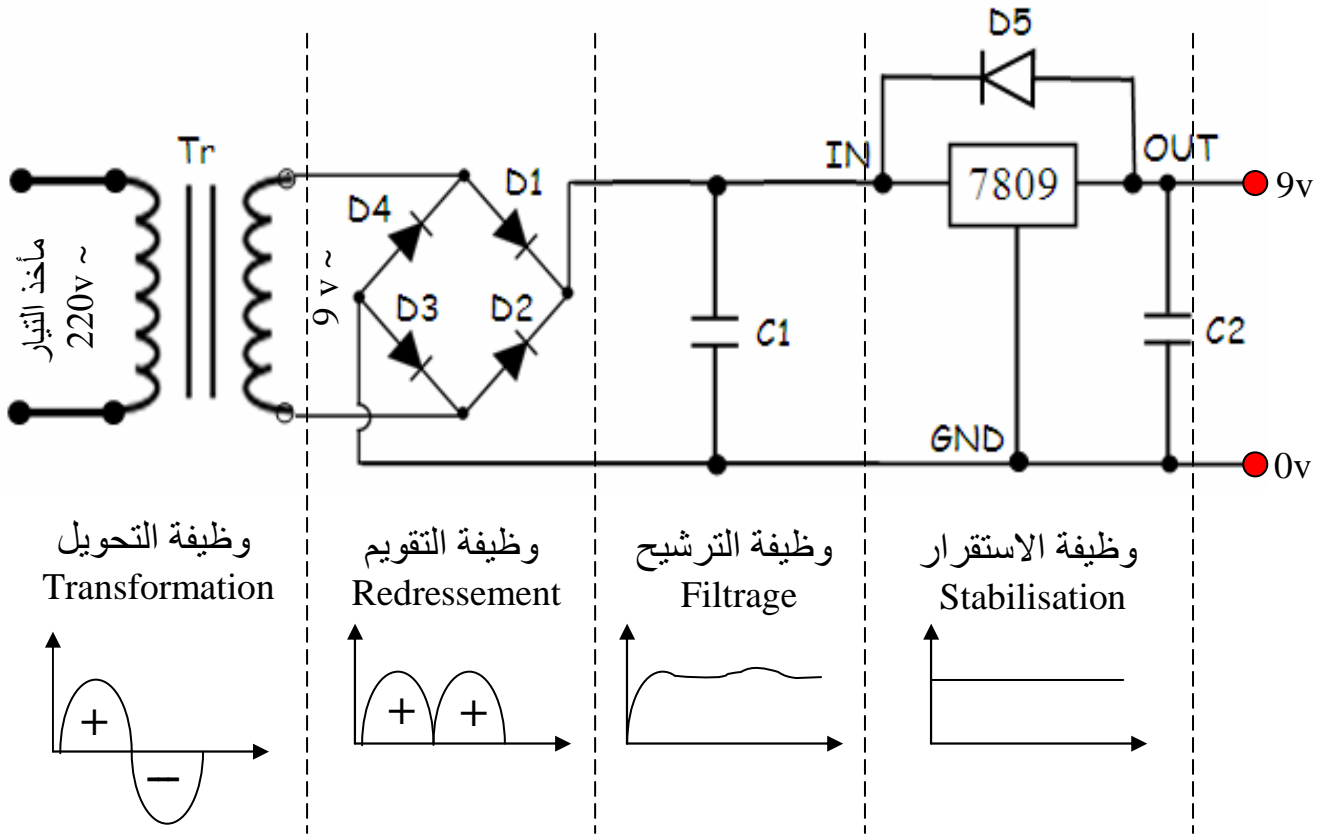 D5
Tr
IN
OUT
D1
D4
7809
9v
مأخذ التيار
220v ~
9 v ~
D3
D2
C1
C2
GND
0v
وظيفة التحويل
Transformation
وظيفة التقويم
Redressement
وظيفة الترشيح
Filtrage
وظيفة الاستقرار
Stabilisation
+
−
+ +